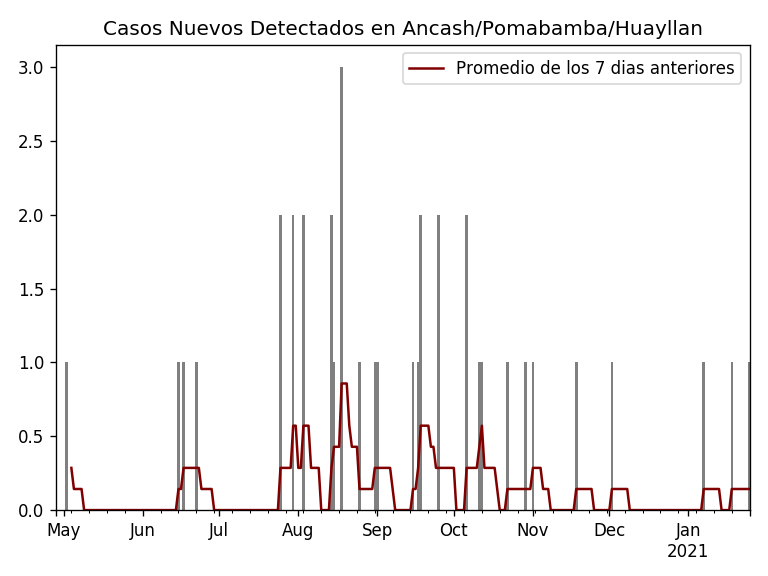 Casos Nuevos Detectados en Ancash/Pomabamba/Huayllan
Promedio de los 7 dias anteriores
3.0
2.5
2.0
1.5
1.0
0.5
0.0
May Jun Jul Aug Sep Oct Nov Dec Jan
2021